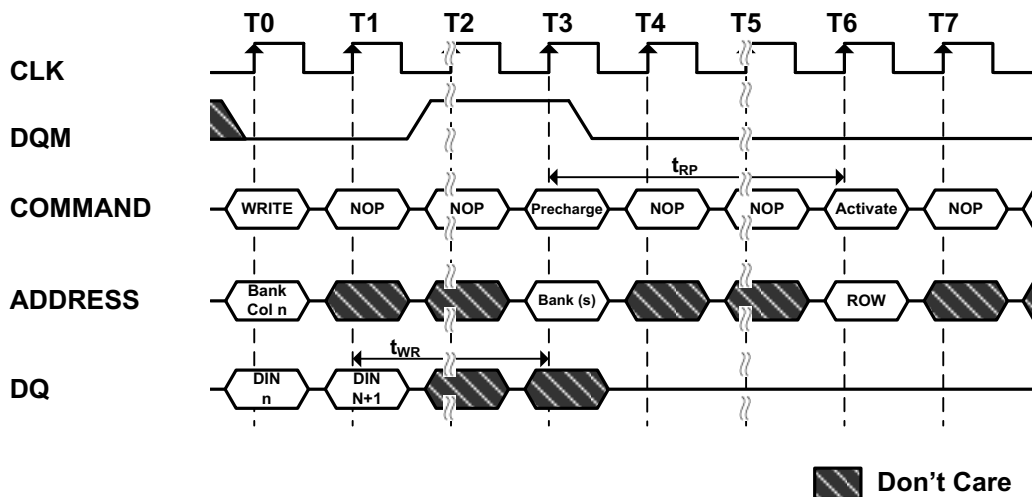 T0 T1 T2 T3 T4 T5 T6 T7
CLK
DQM
tRP
COMMAND WRITE NOP NOP Precharge NOP NOP Activate NOP
ADDRESS Bank Col n Bank (s) ROW
tWR
DQ DIN n DIN N+1
Don't Care